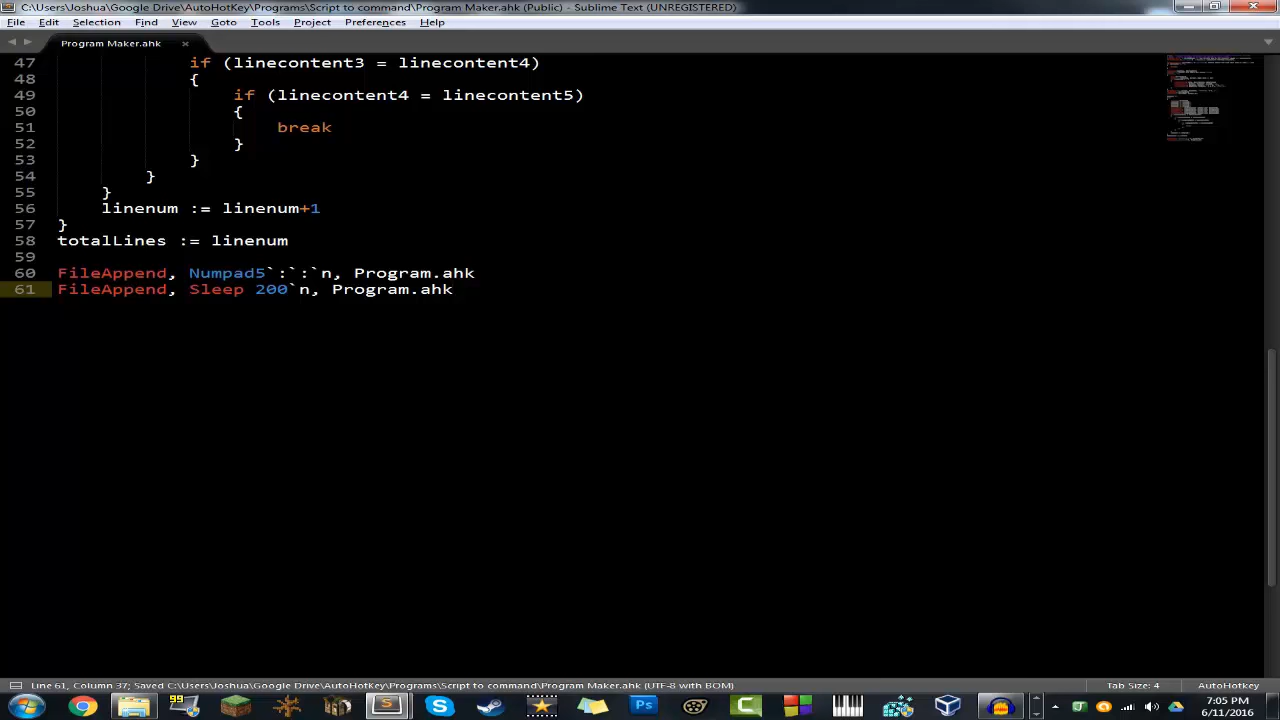 C:\Users\Joshua\Google Drive\AutoHotKey\Programs\Script to command\Program Maker.ahk (Public) - Sublime Text (UNREGISTERED)
File Edit Selection Find View Goto Tools Project Preferences Help
Program Maker.ahk ×
47 if (linecontent3 = linecontent4)
48 {
49 if (linecontent4 = linecontent5)
50 {
51 break
52 }
53 }
54 }
55 }
56 linenum := linenum+1
57 }
58 totalLines := linenum
59
60 FileAppend, Numpad5`:`:`n, Program.ahk
61 FileAppend, Sleep 200`n, Program.ahk
Line 61, Column 37; Saved C:\Users\Joshua\Google Drive\AutoHotKey\Programs\Script to command\Program Maker.ahk (UTF-8 with BOM) Tab Size: 4 AutoHotkey
99 S S Ps C 7:05 PM
6/11/2016